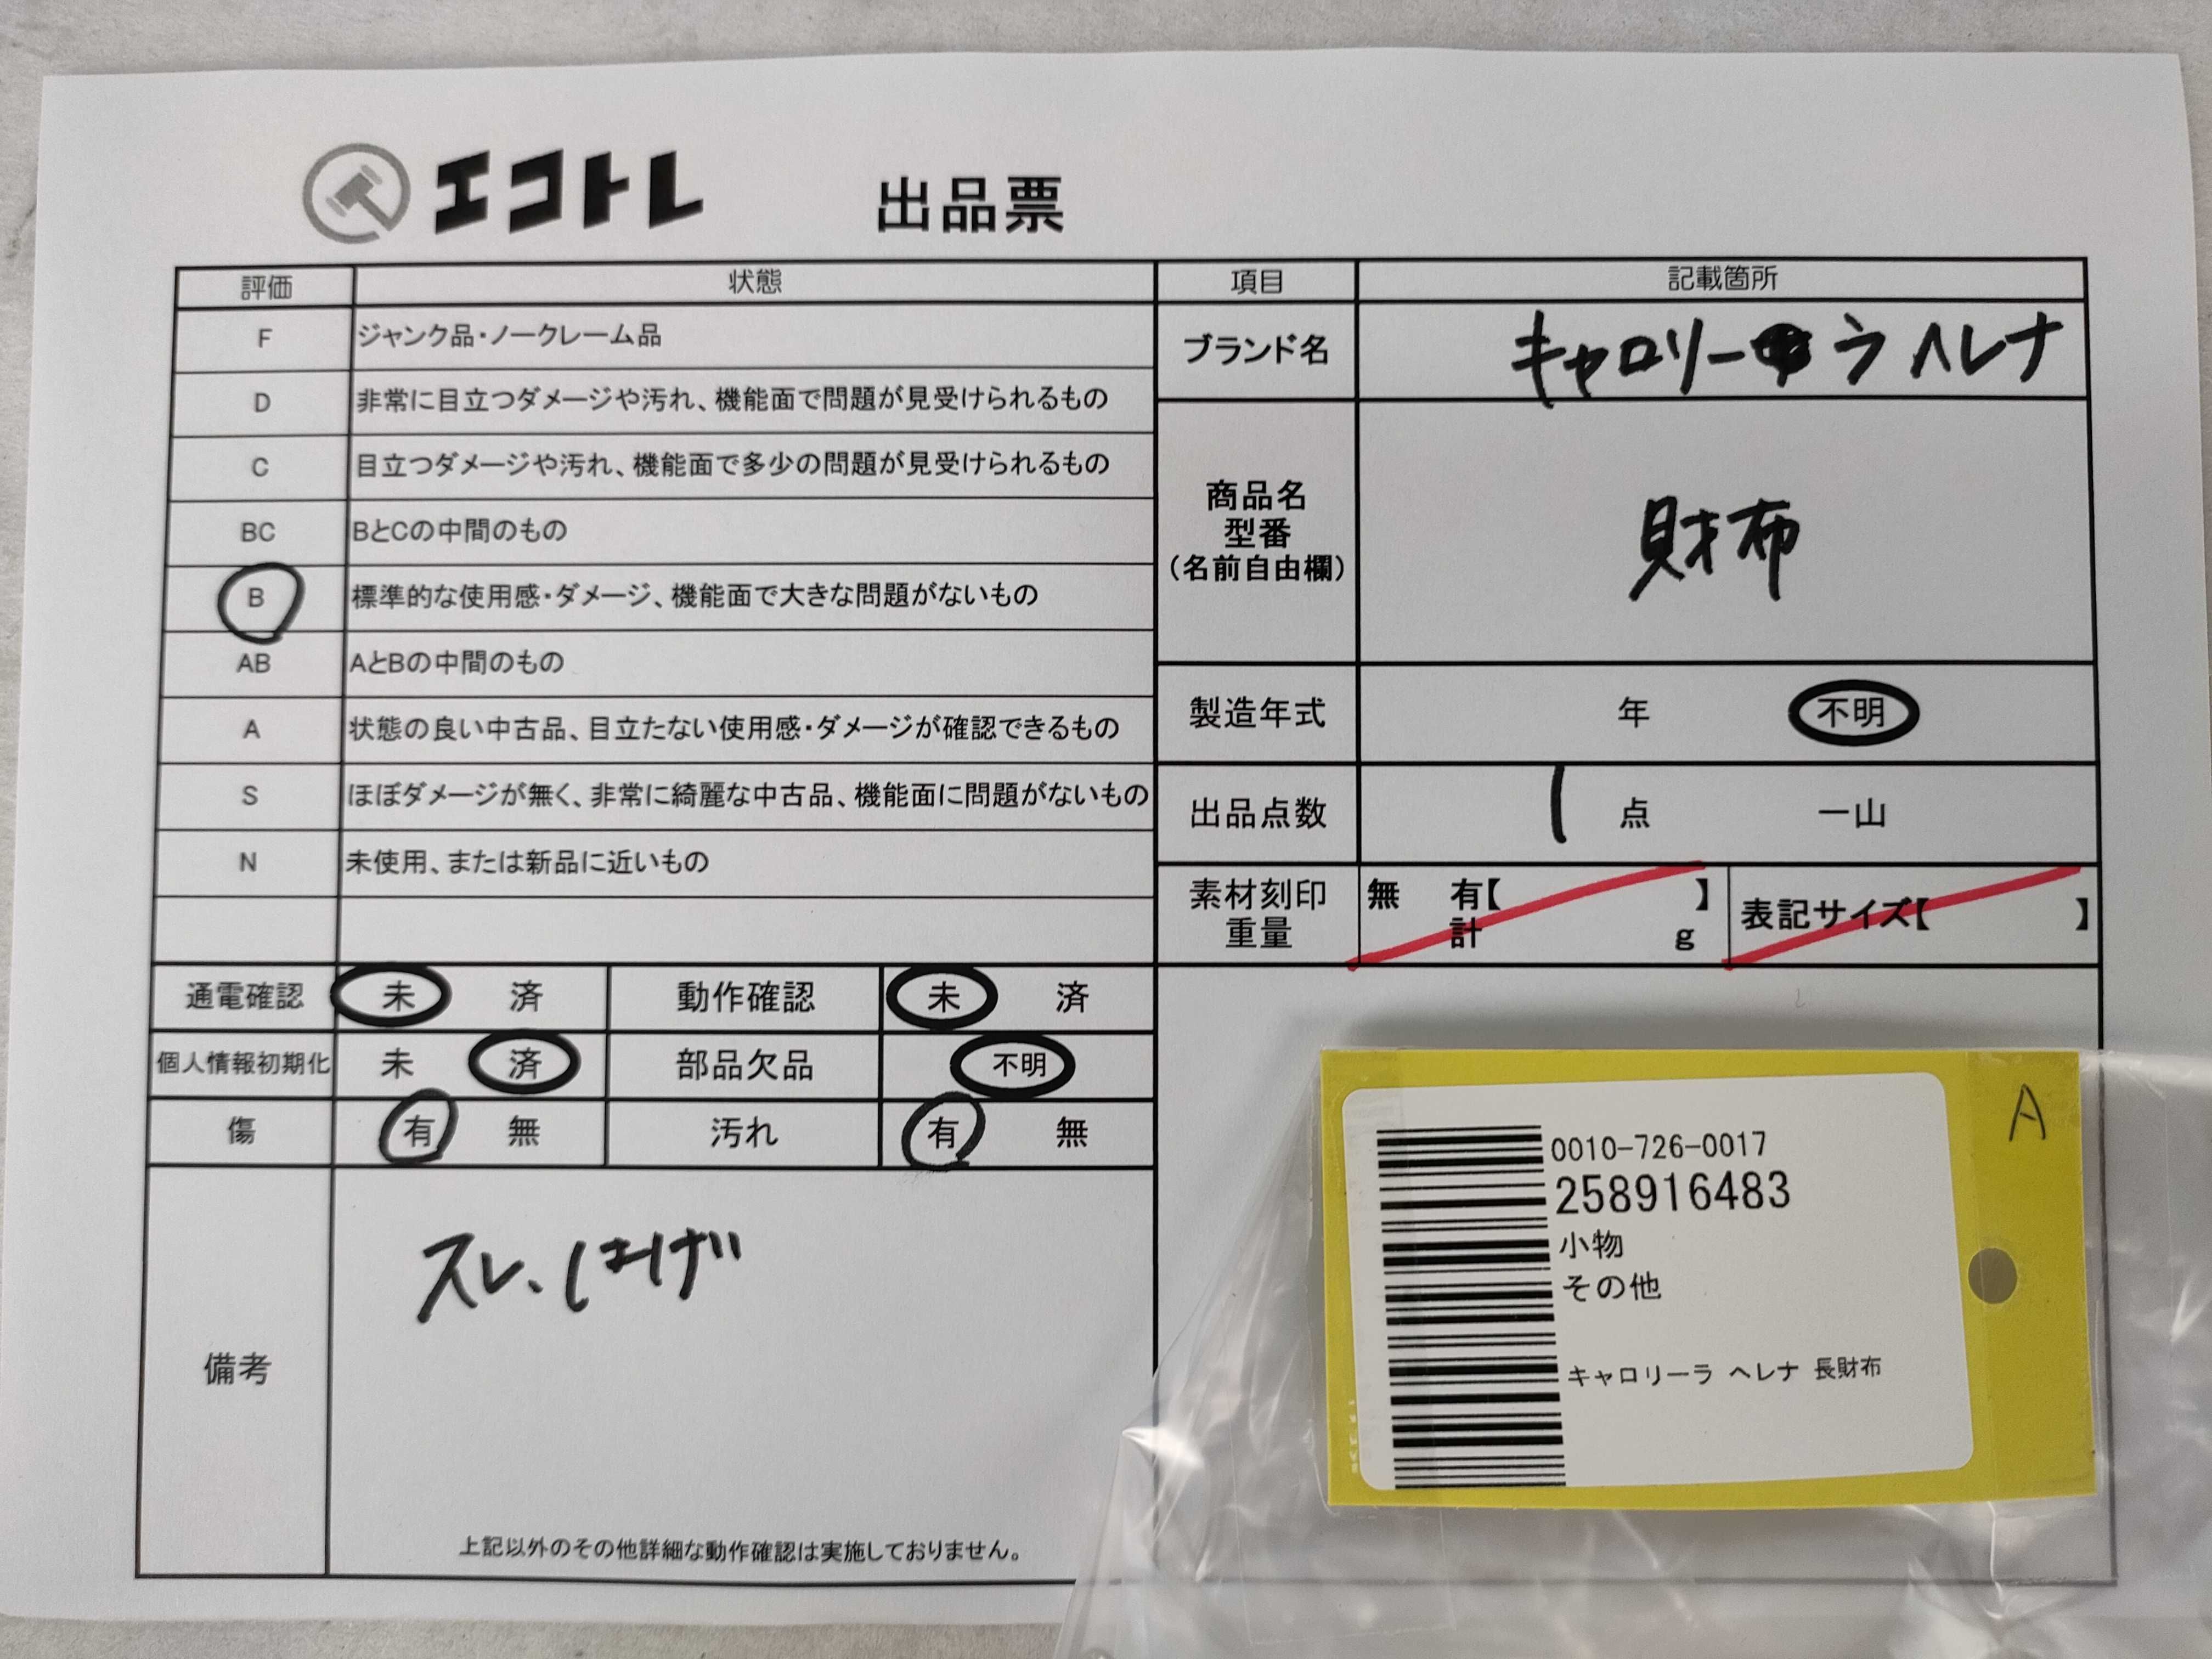 エコトレ 出品票
評価 状態
F ジャンク品・ノークレーム品
D 非常に目立つダメージや汚れ、機能面で問題が見受けられるもの
C 目立つダメージや汚れ、機能面で多少の問題が見受けられるもの
BC BとCの中間のもの
B 標準的な使用感・ダメージ、機能面で大きな問題がないもの
AB AとBの中間のもの
A 状態の良い中古品、目立たない使用感・ダメージが確認できるもの
S ほぼダメージが無く、非常に綺麗な中古品、機能面に問題がないもの
N 未使用、または新品に近いもの
項目 記載箇所
ブランド名 キャロリーラ ヘレナ
商品名
型番
(名前自由欄)
財布
製造年式 年 不明
出品点数 1 点 一山
素材刻印 無 有【 】
重量 計 g
表記サイズ【 】
通電確認 未 済 動作確認 未 済
個人情報初期化 未 済 部品欠品 不明
傷 有 無 汚れ 有 無
備考
スレ、はげ
上記以外のその他詳細な動作確認は実施しておりません。
A
0010-726-0017
258916483
小物
その他
キャロリーラ ヘレナ 長財布